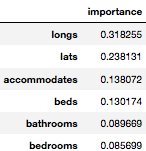 importance
longs 0.318255
lats 0.238131
accommodates 0.138072
beds 0.130174
bathrooms 0.089669
bedrooms 0.085699